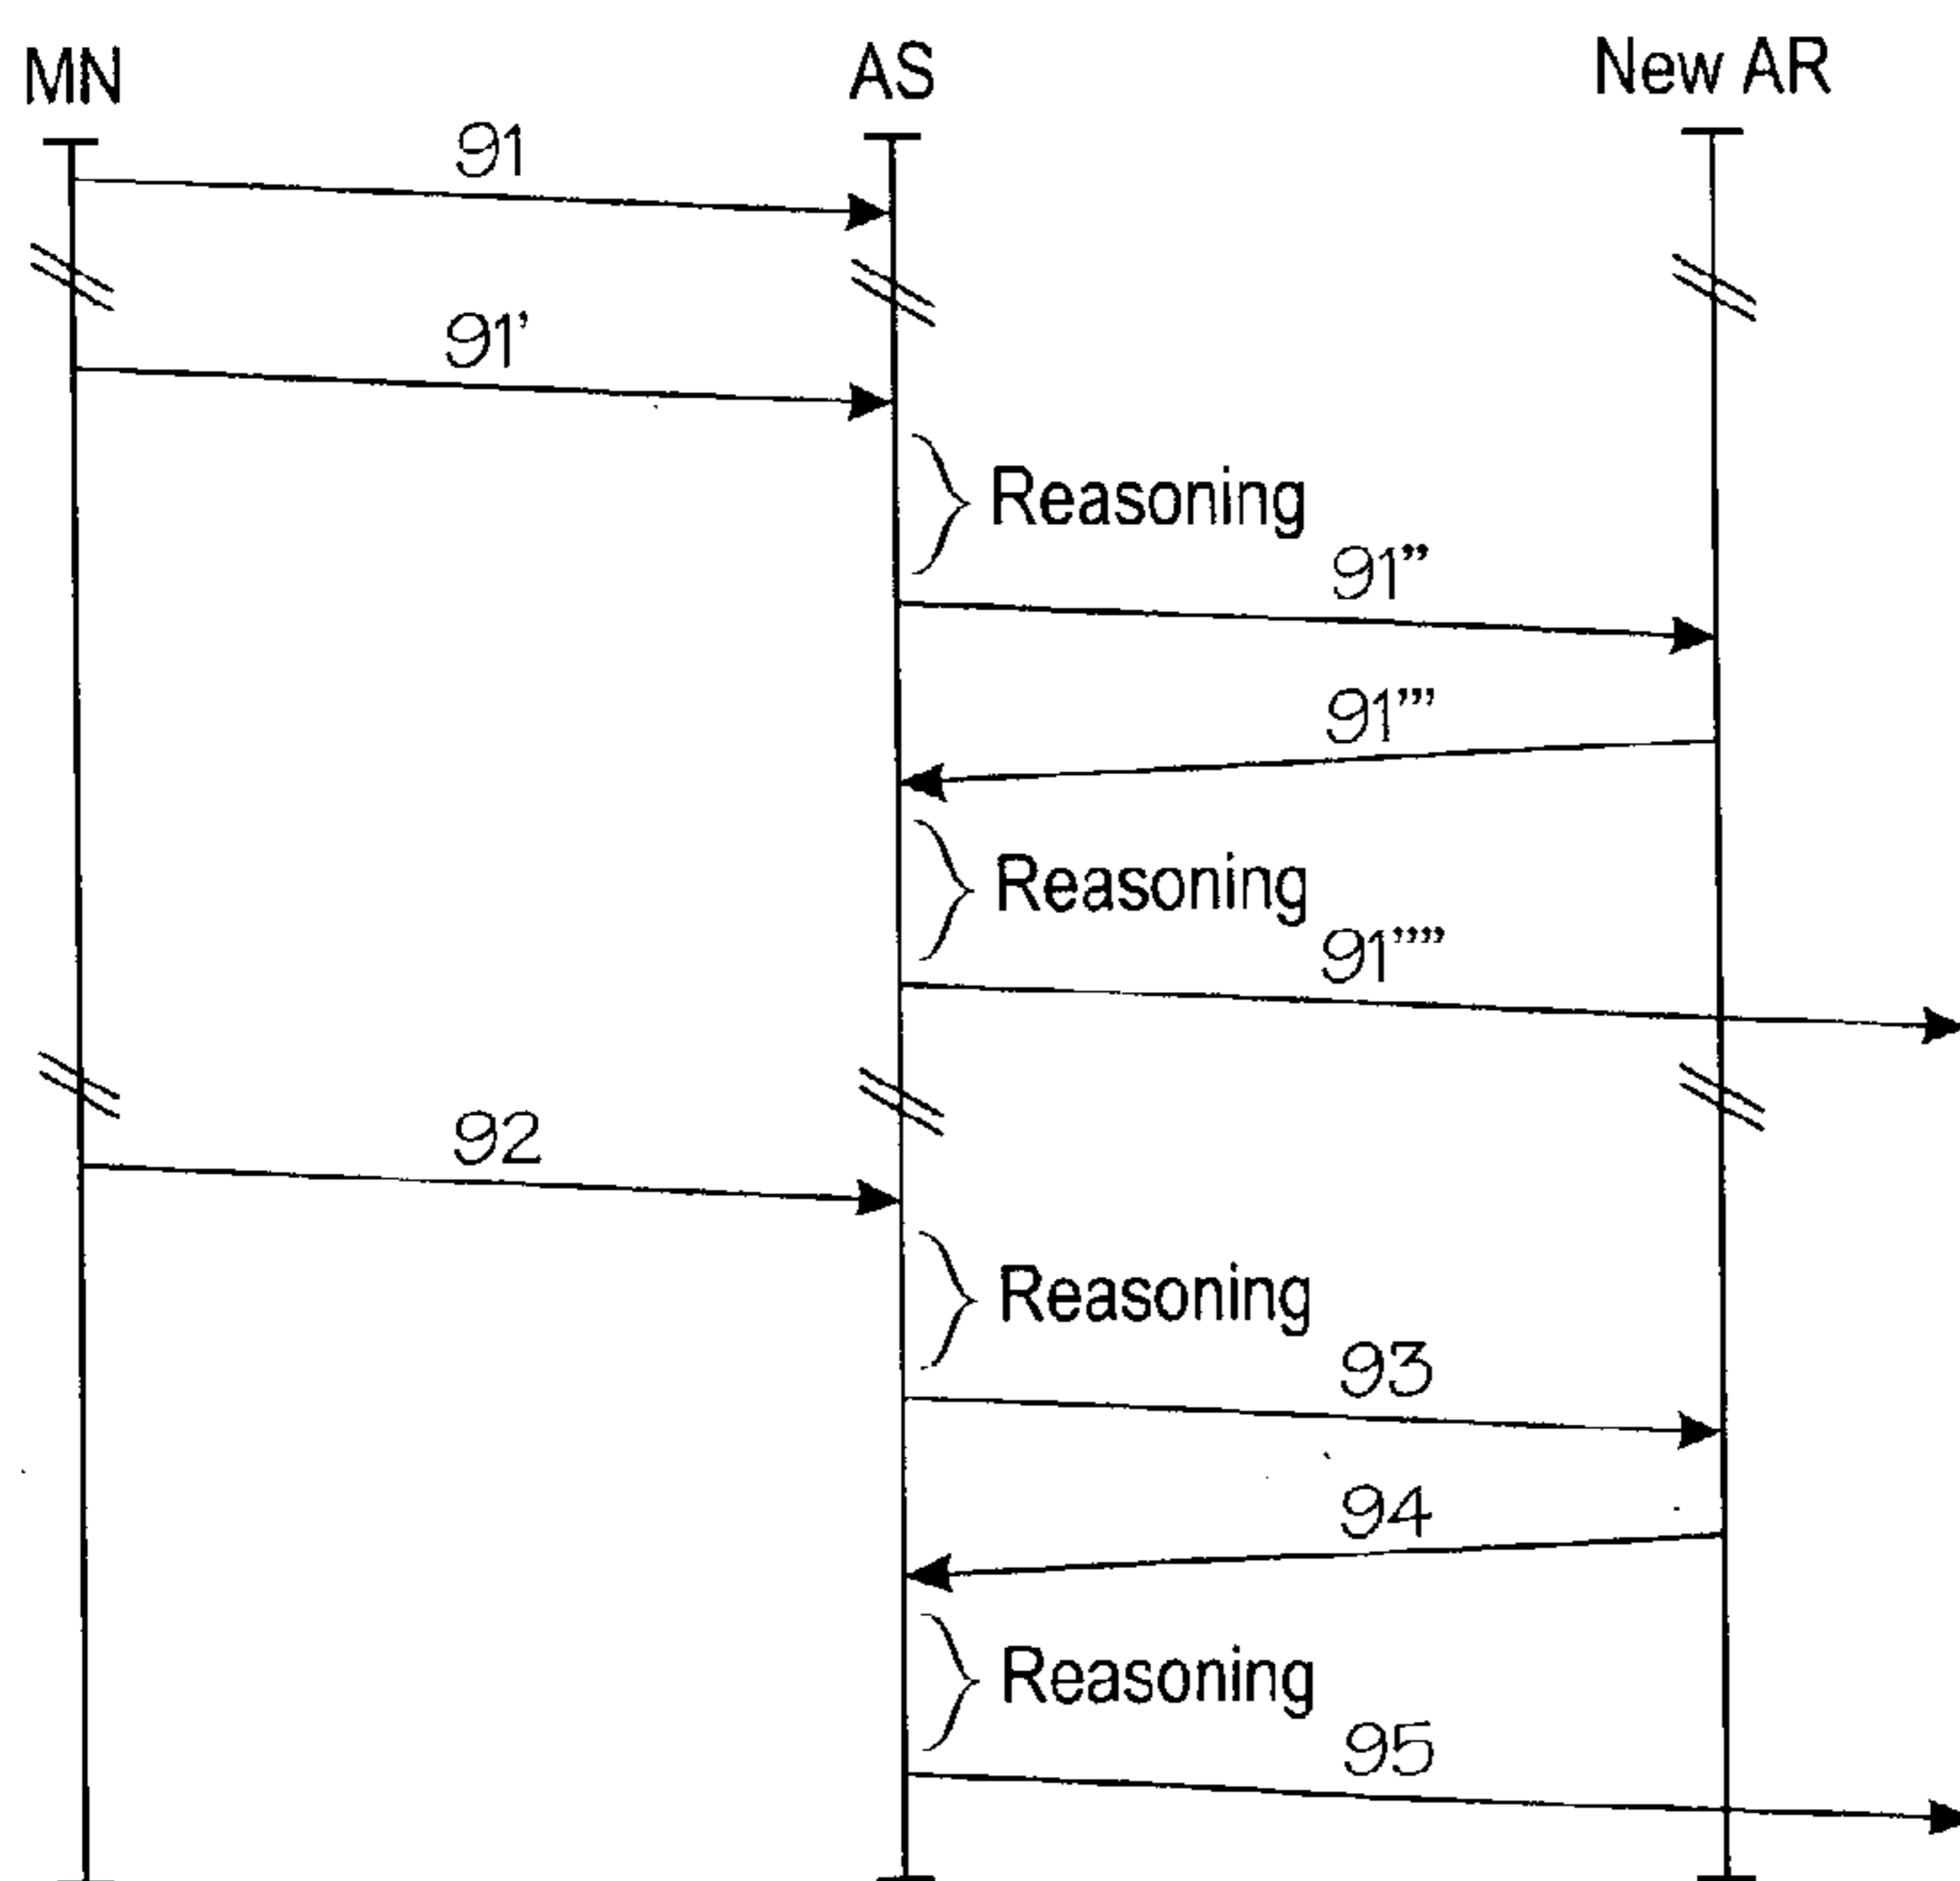 MN AS New AR
91
91’
Reasoning
91”
91”’
Reasoning
91””
92
Reasoning
93
94
Reasoning
95